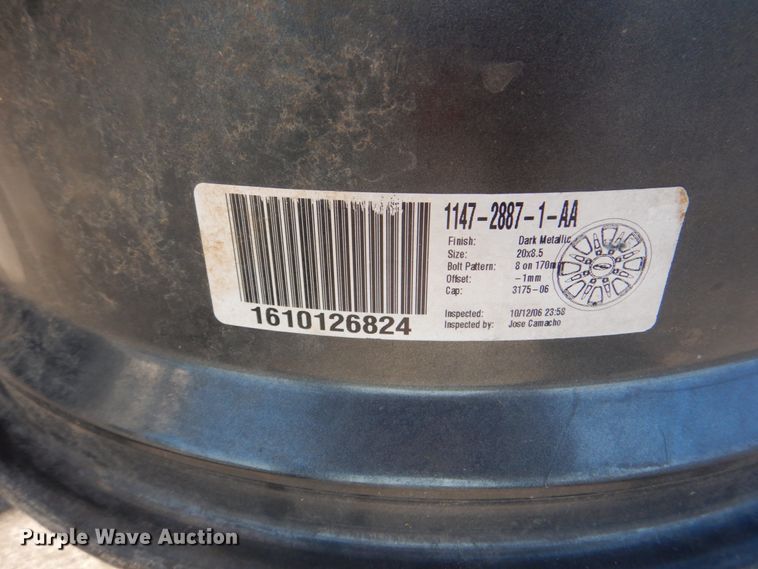 1147-2887-1-AA
Finish: Dark Metallic
Size: 20x8.5
Bolt Pattern: 8 on 170mm
Offset: -1mm
Cap: 3175-06
Inspected: 10/12/06 23:58
Inspected by: Jose Camacho
1610126824
Purple Wave Auction